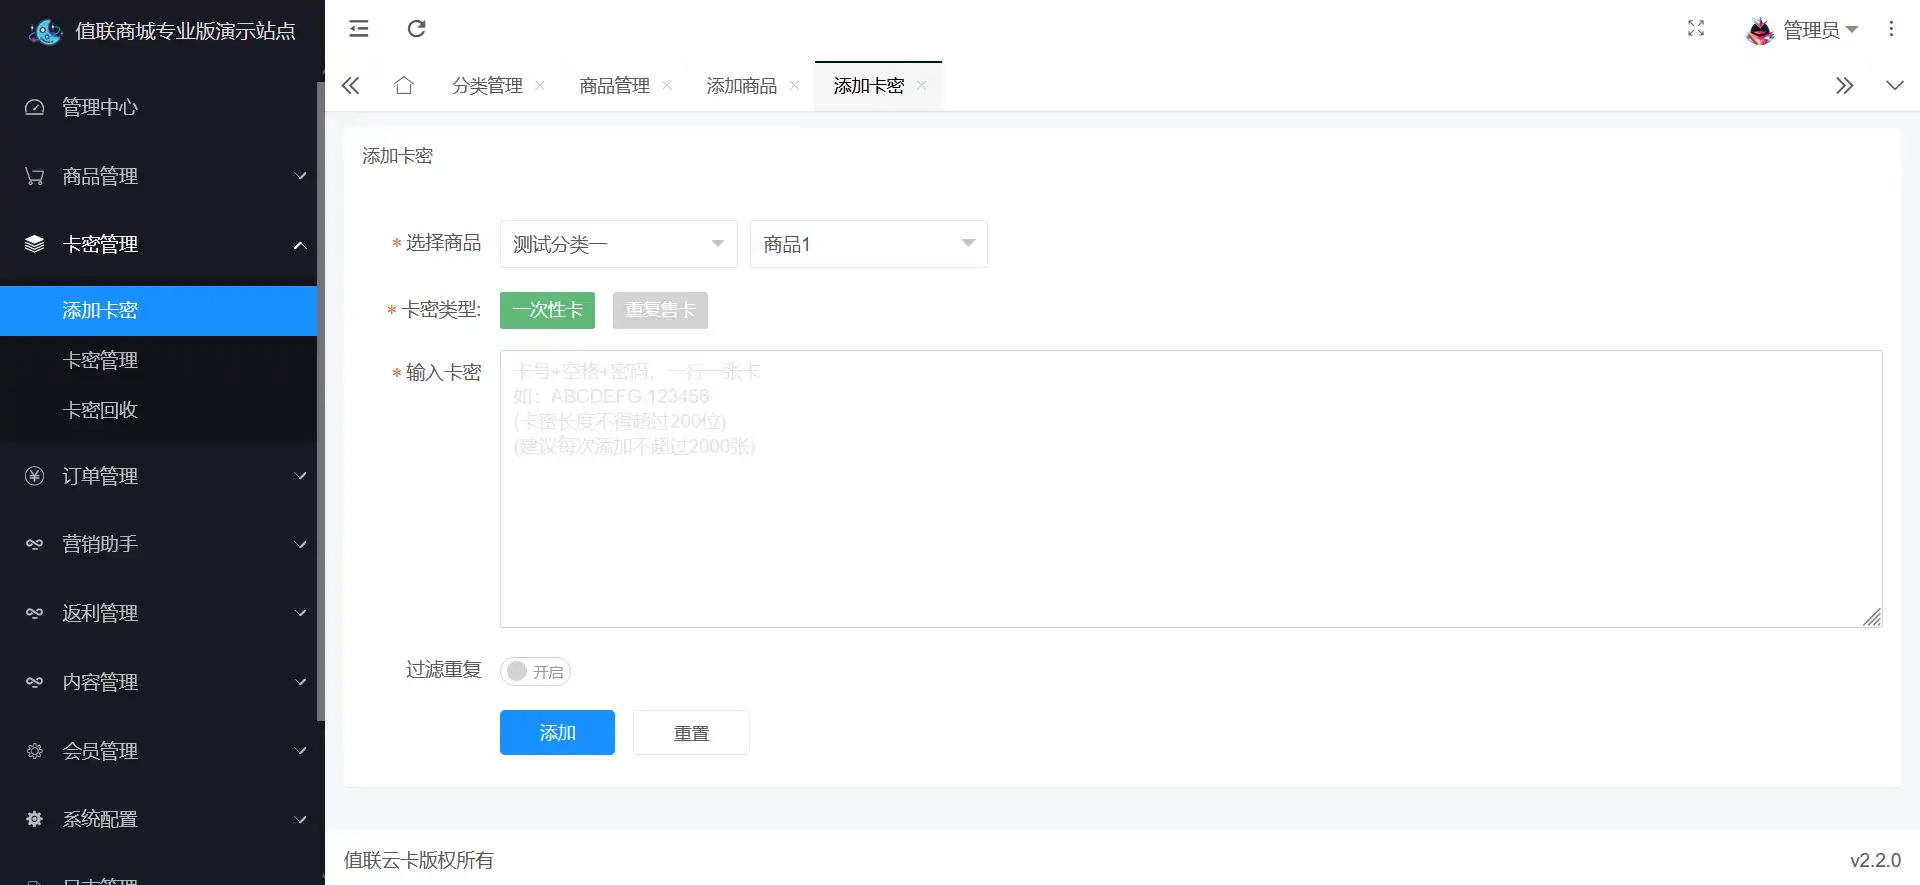 值联商城专业版演示站点
管理员
分类管理
商品管理
添加商品
添加卡密
管理中心
商品管理
卡密管理
添加卡密
卡密管理
卡密回收
订单管理
营销助手
返利管理
内容管理
会员管理
系统配置
日志管理
添加卡密
*选择商品
测试分类一
商品1
*卡密类型:
一次性卡
重复售卡
*输入卡密
卡号+空格+密码，一行一张卡
如：ABCDEFG 123456
(卡密长度不得超过200位)
(建议每次添加不超过2000张)
过滤重复
开启
添加
重置
值联云卡版权所有
v2.2.0